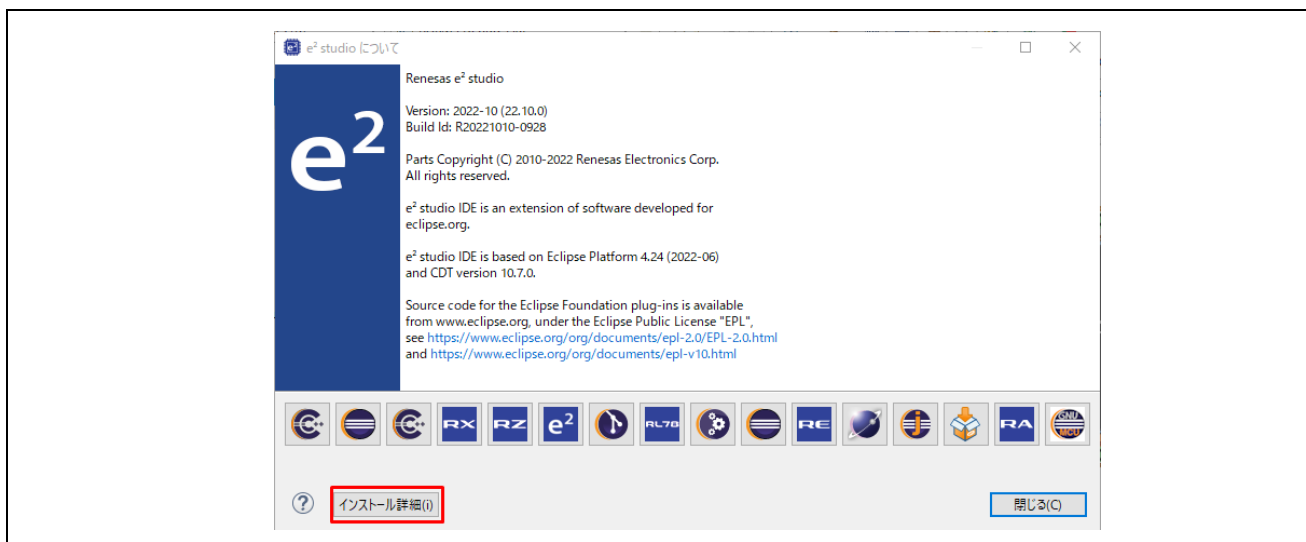 e² studio について
e²
Renesas e² studio
Version: 2022-10 (22.10.0)
Build Id: R20221010-0928
Parts Copyright (C) 2010-2022 Renesas Electronics Corp.
All rights reserved.
e² studio IDE is an extension of software developed for
eclipse.org.
e² studio IDE is based on Eclipse Platform 4.24 (2022-06)
and CDT version 10.7.0.
Source code for the Eclipse Foundation plug-ins is available
from www.eclipse.org, under the Eclipse Public License "EPL",
see https://www.eclipse.org/org/documents/epl-2.0/EPL-2.0.html
and https://www.eclipse.org/org/documents/epl-v10.html
C C RX RZ e² RL78 RE j RA GNU MCU
? インストール詳細(i) 閉じる(C)